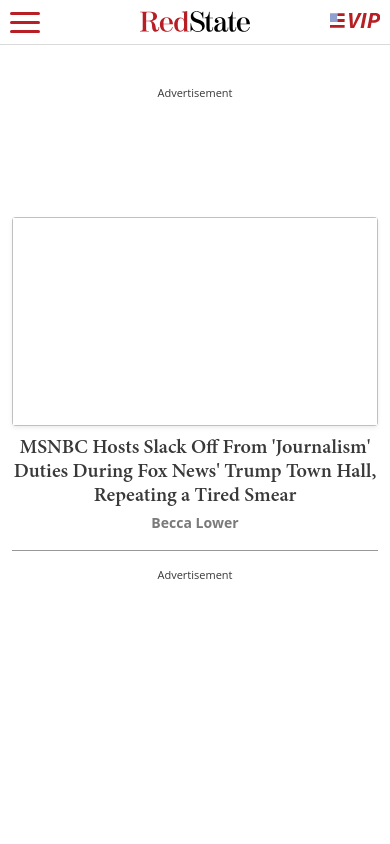 RedState
VIP
Advertisement
MSNBC Hosts Slack Off From 'Journalism'
Duties During Fox News' Trump Town Hall,
Repeating a Tired Smear
Becca Lower
Advertisement